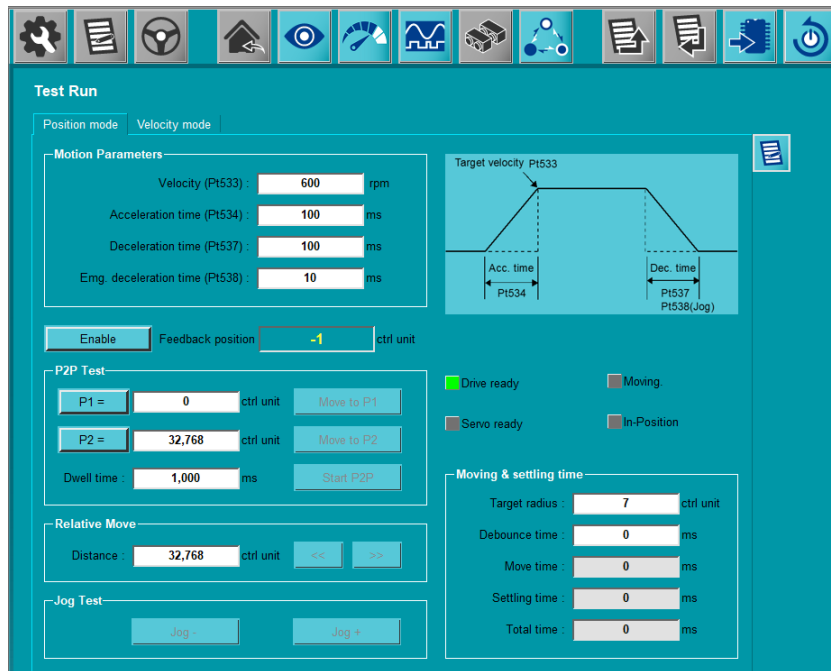 Test Run
Position mode Velocity mode
Motion Parameters
Velocity (Pt533) : 600 rpm
Acceleration time (Pt534) : 100 ms
Deceleration time (Pt537) : 100 ms
Emg. deceleration time (Pt538) : 10 ms
Target velocity Pt533
Acc. time Dec. time
Pt534 Pt537
Pt538(Jog)
Enable Feedback position -1 ctrl unit
P2P Test
P1 = 0 ctrl unit Move to P1
P2 = 32,768 ctrl unit Move to P2
Dwell time : 1,000 ms Start P2P
Drive ready Moving.
Servo ready In-Position
Relative Move
Distance : 32,768 ctrl unit << >>
Jog Test
Jog - Jog +
Moving & settling time
Target radius : 7 ctrl unit
Debounce time : 0 ms
Move time : 0 ms
Settling time : 0 ms
Total time : 0 ms